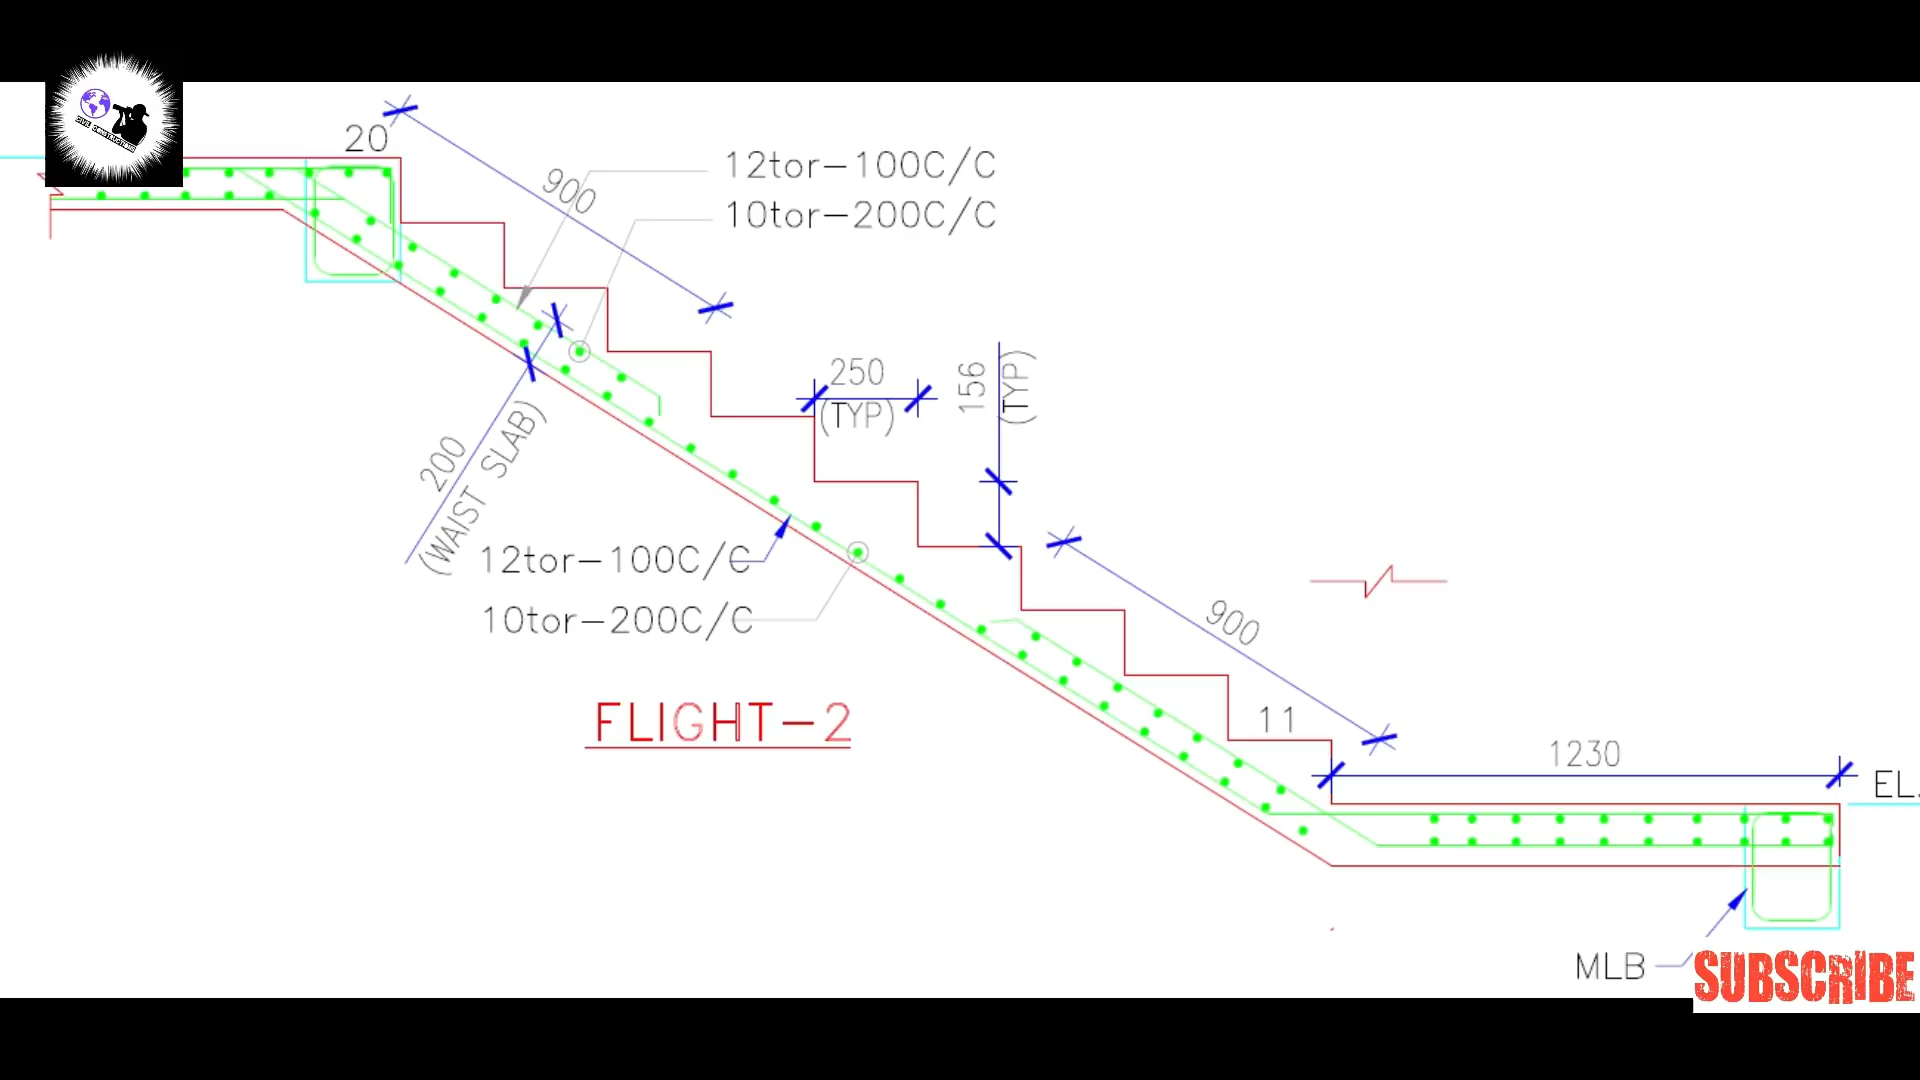 20
900
12tor-100C/C
10tor-200C/C
250
(TYP)
156
(TYP)
200
(WAIST SLAB)
12tor-100C/C
10tor-200C/C
900
FLIGHT-2
11
1230
EL.
MLB
SUBSCRIBE